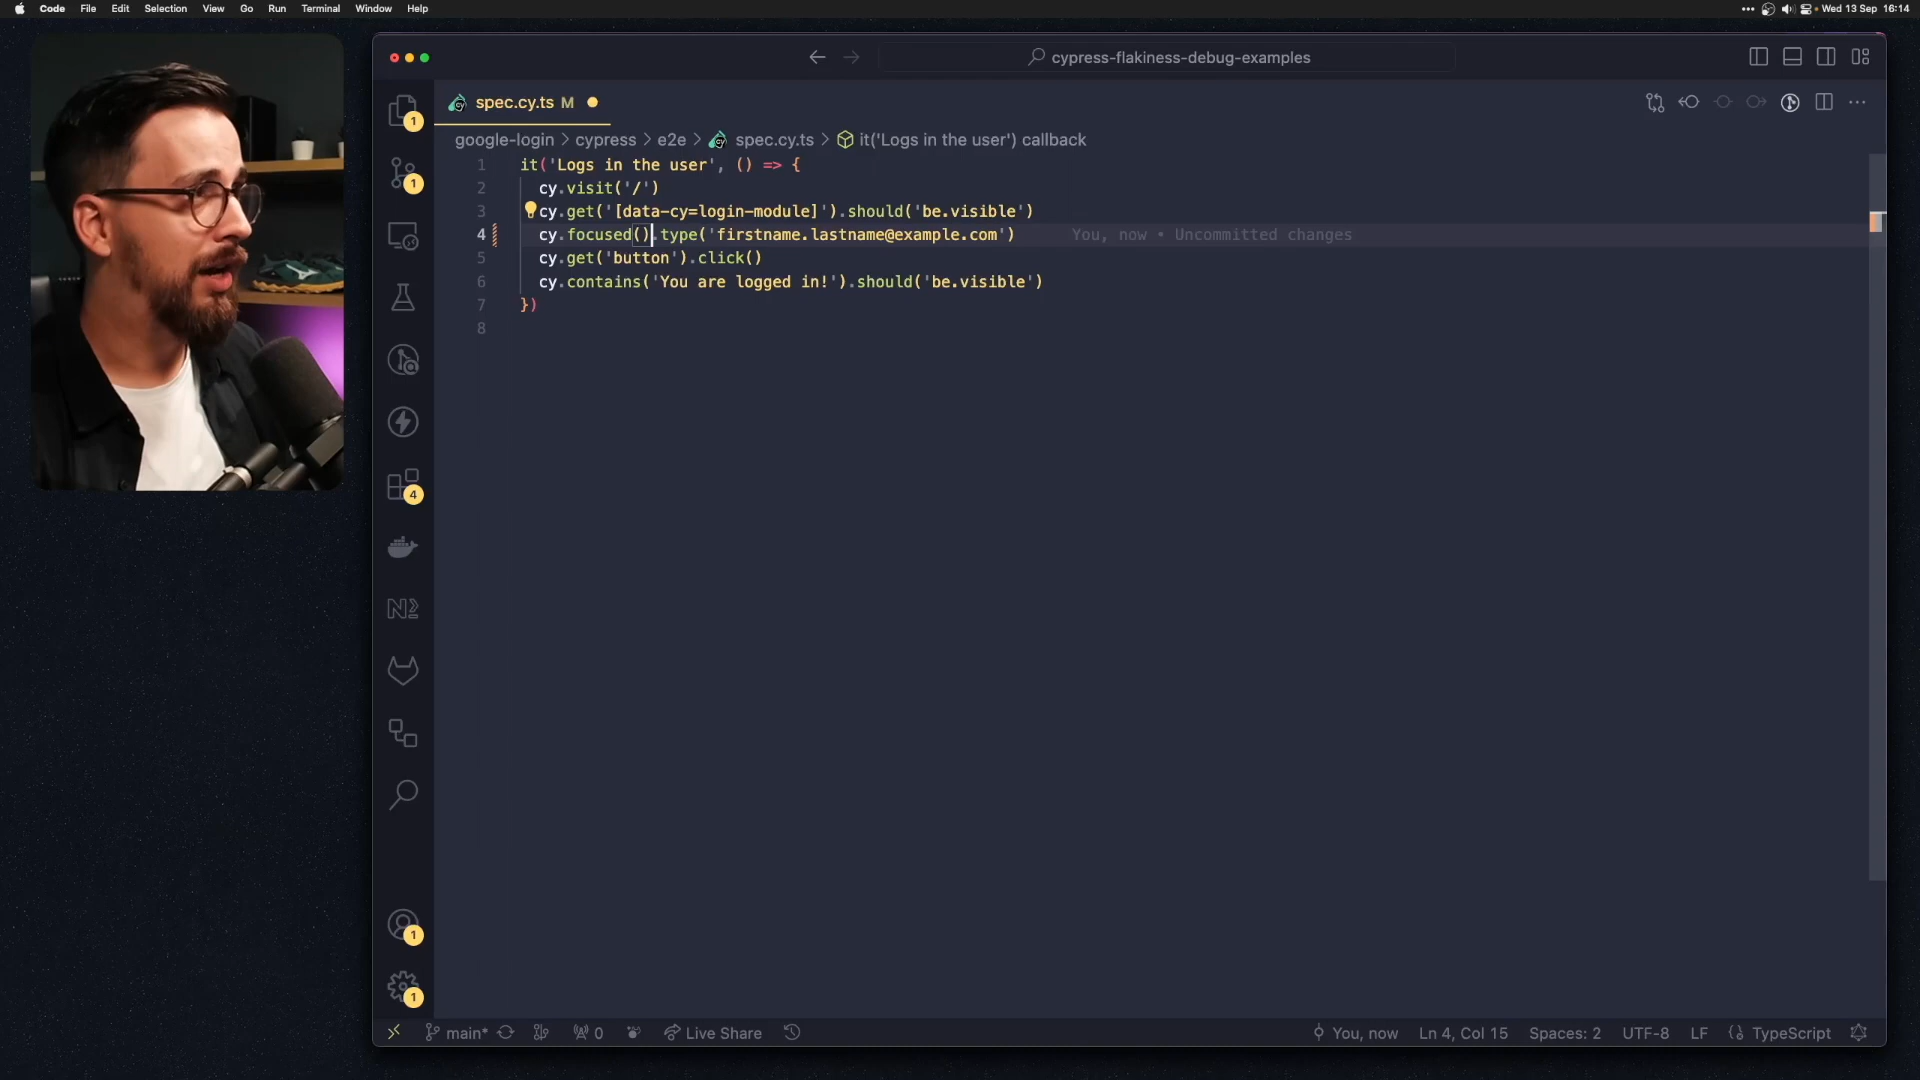 Code File Edit Selection View Go Run Terminal Window Help
Wed 13 Sep 16:14
cypress-flakiness-debug-examples
spec.cy.ts M
google-login > cypress > e2e > spec.cy.ts > it('Logs in the user') callback
1 it('Logs in the user', () => {
2 cy.visit('/')
3 cy.get('[data-cy=login-module]').should('be.visible')
4 cy.focused().type('firstname.lastname@example.com') You, now • Uncommitted changes
5 cy.get('button').click()
6 cy.contains('You are logged in!').should('be.visible')
7 })
8
1
1
4
1
1
main* 0 Live Share You, now Ln 4, Col 15 Spaces: 2 UTF-8 LF {} TypeScript